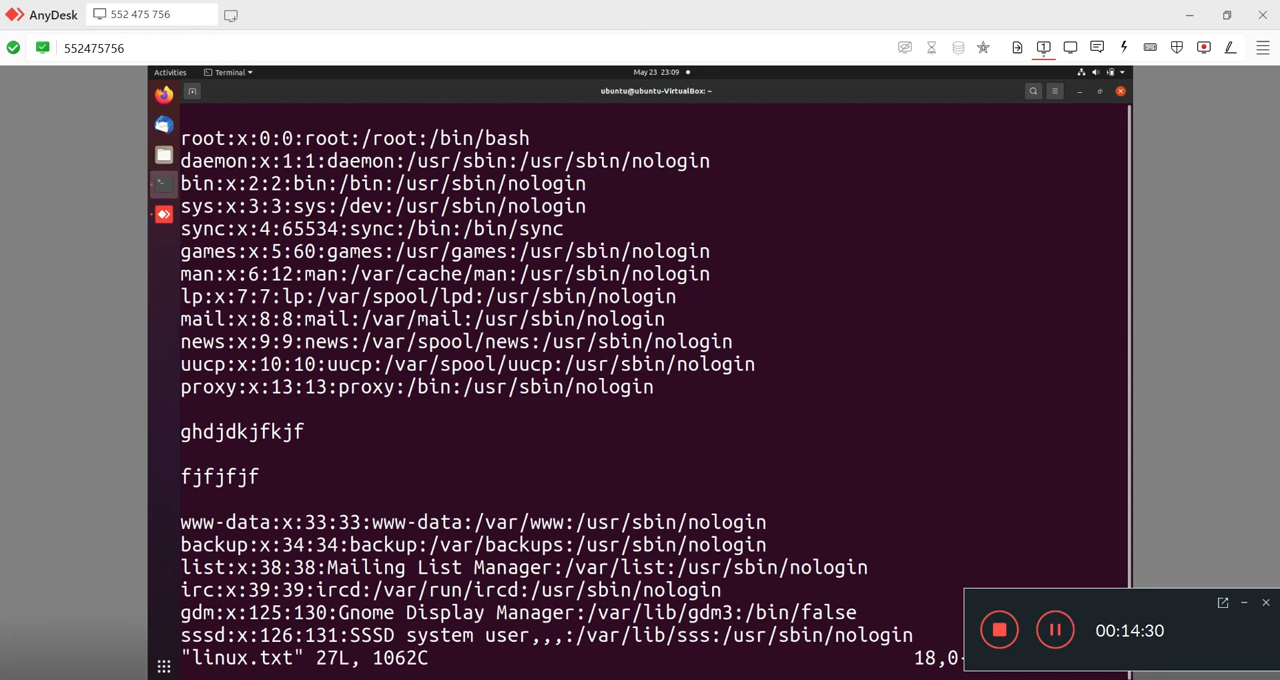 AnyDesk 552 475 756
552475756
Activities Terminal May 23 23:09
ubuntu@ubuntu-VirtualBox: ~
root:x:0:0:root:/root:/bin/bash
daemon:x:1:1:daemon:/usr/sbin:/usr/sbin/nologin
bin:x:2:2:bin:/bin:/usr/sbin/nologin
sys:x:3:3:sys:/dev:/usr/sbin/nologin
sync:x:4:65534:sync:/bin:/bin/sync
games:x:5:60:games:/usr/games:/usr/sbin/nologin
man:x:6:12:man:/var/cache/man:/usr/sbin/nologin
lp:x:7:7:lp:/var/spool/lpd:/usr/sbin/nologin
mail:x:8:8:mail:/var/mail:/usr/sbin/nologin
news:x:9:9:news:/var/spool/news:/usr/sbin/nologin
uucp:x:10:10:uucp:/var/spool/uucp:/usr/sbin/nologin
proxy:x:13:13:proxy:/bin:/usr/sbin/nologin
ghdjdkjfkjf
fjfjfjf
www-data:x:33:33:www-data:/var/www:/usr/sbin/nologin
backup:x:34:34:backup:/var/backups:/usr/sbin/nologin
list:x:38:38:Mailing List Manager:/var/list:/usr/sbin/nologin
irc:x:39:39:ircd:/var/run/ircd:/usr/sbin/nologin
gdm:x:125:130:Gnome Display Manager:/var/lib/gdm3:/bin/false
sssd:x:126:131:SSSD system user,,,:/var/lib/sss:/usr/sbin/nologin
"linux.txt" 27L, 1062C 18,0-
00:14:30